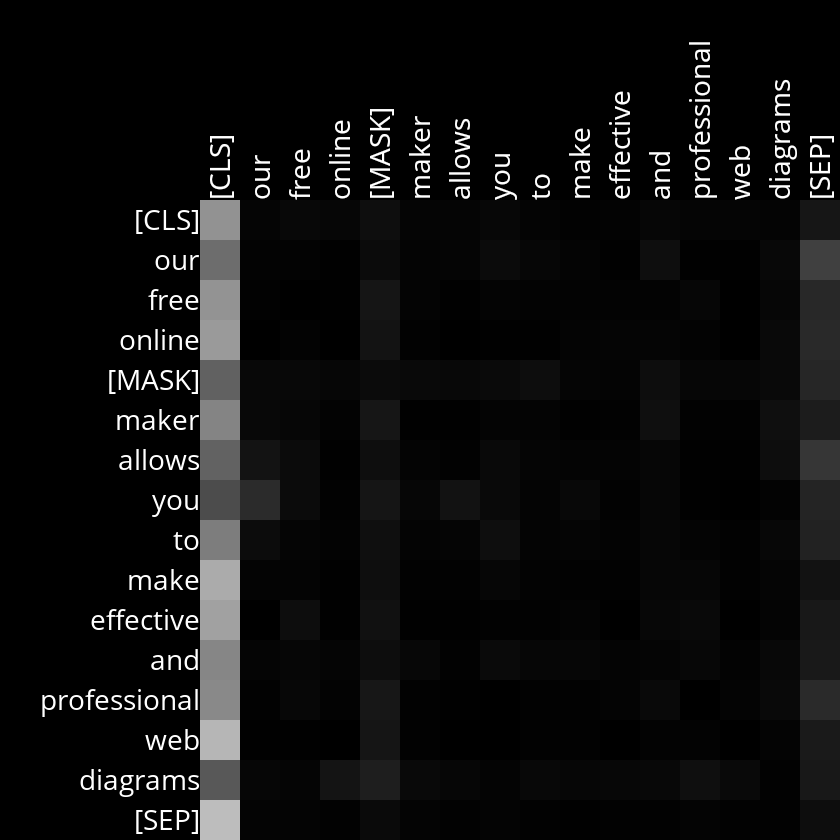 [CLS]
our
free
online
[MASK]
maker
allows
you
to
make
effective
and
professional
web
diagrams
[SEP]
[CLS]
our
free
online
[MASK]
maker
allows
you
to
make
effective
and
professional
web
diagrams
[SEP]